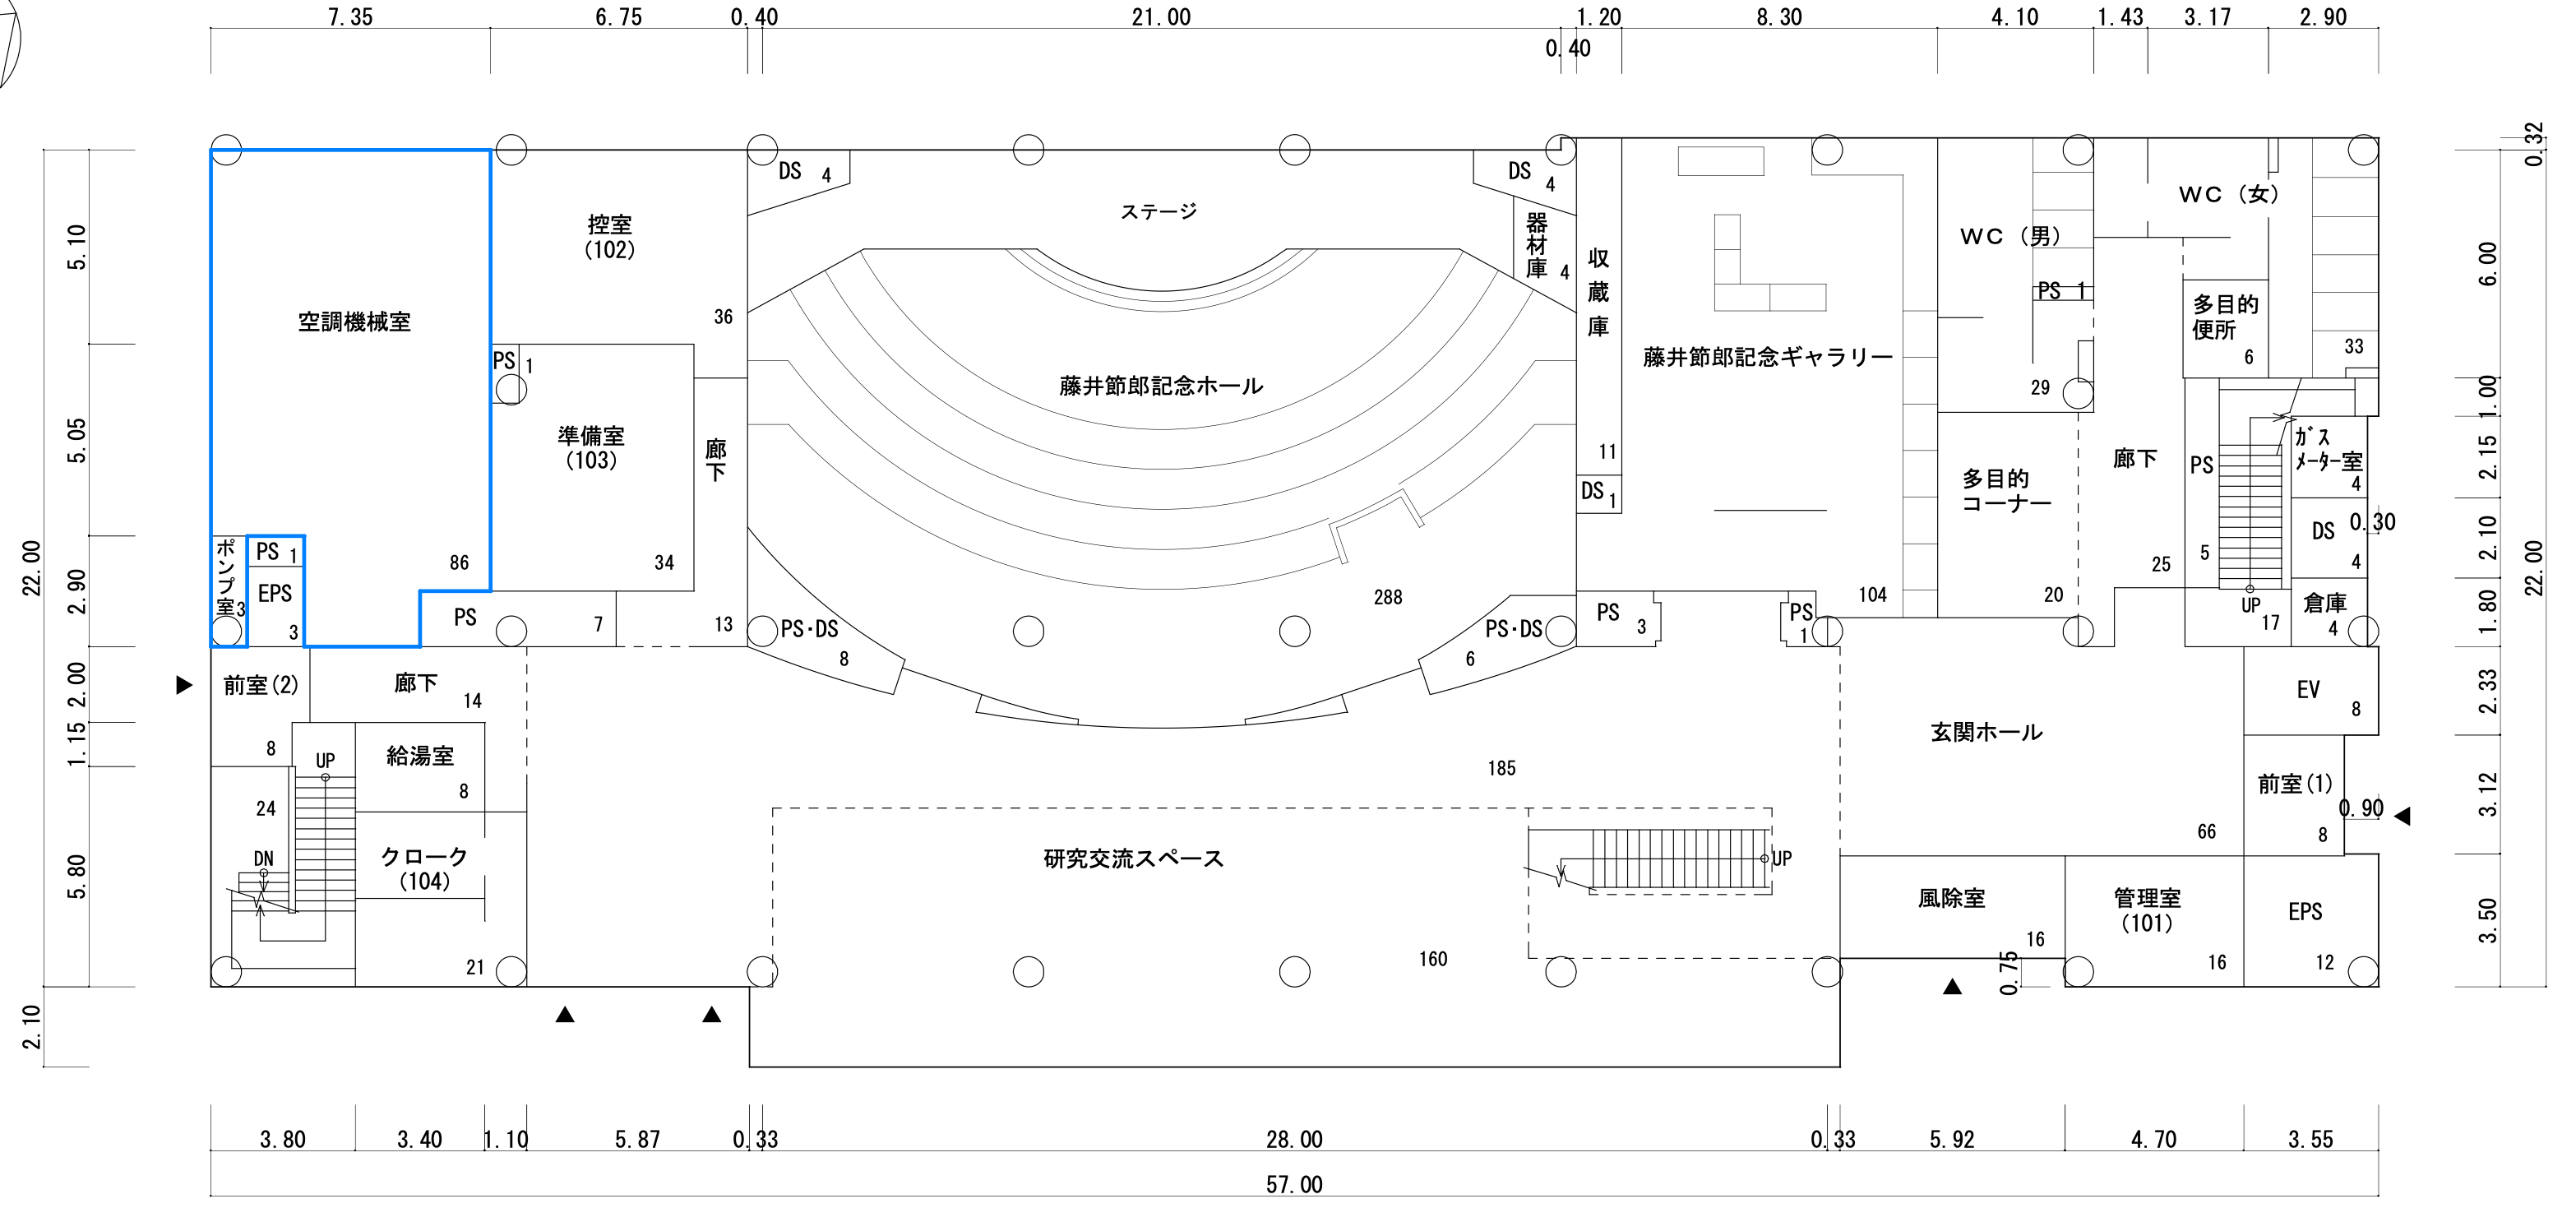 7.35 6.75 0.40 21.00 1.20 8.30 4.10 1.43 3.17 2.90
0.40
0.32
5.10
5.05
2.90
2.00
1.15
5.80
22.00
2.10
空調機械室
86
ポンプ室 3
PS 1
EPS
3
控室
(102)
36
PS 1
準備室
(103)
34
廊下
13
PS 7
DS 4
ステージ
DS 4
器材庫 4
藤井節郎記念ホール
288
PS・DS
8
PS・DS
6
収蔵庫
11
DS 1
藤井節郎記念ギャラリー
104
PS 3
PS
1
WC(男)
PS 1
29
WC(女)
33
多目的
便所
6
多目的
コーナー
20
廊下
25
PS
5
UP
17
ガス
メーター室
4
DS
4
0.30
倉庫
4
前室(2)
8
廊下
14
UP
24
DN
給湯室
8
クローク
(104)
21
185
研究交流スペース
160
UP
玄関ホール
66
EV
8
前室(1)
8
0.90
風除室
16
0.75
管理室
(101)
16
EPS
12
6.00
1.00
2.15
2.10
1.80
2.33
3.12
3.50
22.00
3.80 3.40 1.10 5.87 0.33 28.00 0.33 5.92 4.70 3.55
57.00